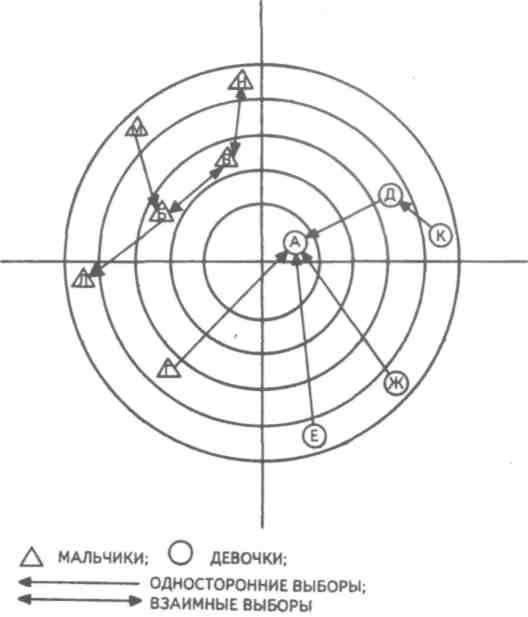 Н
М
В
Б
Д
К
А
Л
Г
Ж
Е
МАЛЬЧИКИ; ДЕВОЧКИ;
ОДНОСТОРОННИЕ ВЫБОРЫ;
ВЗАИМНЫЕ ВЫБОРЫ